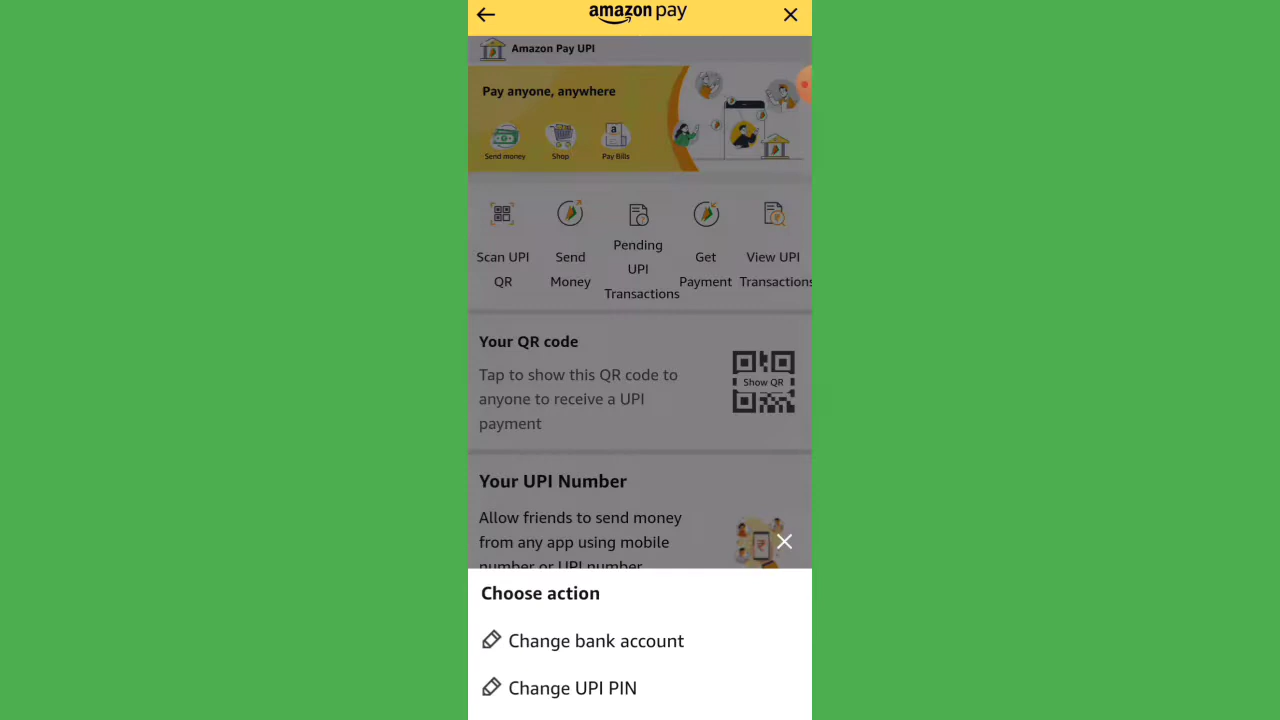 amazon pay
Amazon Pay UPI
Pay anyone, anywhere
a
Send money
Shop
Pay Bills
Scan UPI
QR
Send
Money
Pending
UPI
Transactions
Get
Payment
View UPI
Transactions
Your QR code
Tap to show this QR code to
anyone to receive a UPI
payment
Show QR
Your UPI Number
Allow friends to send money
from any app using mobile
number or UPI number
Choose action
Change bank account
Change UPI PIN